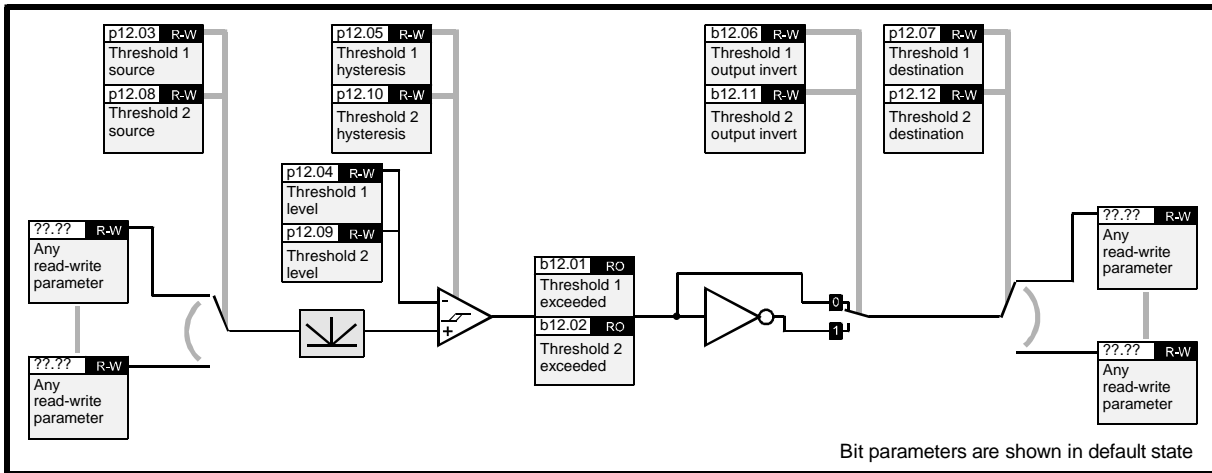 p12.03 R-W
Threshold 1
source
p12.08 R-W
Threshold 2
source
p12.05 R-W
Threshold 1
hysteresis
p12.10 R-W
Threshold 2
hysteresis
b12.06 R-W
Threshold 1
output invert
b12.11 R-W
Threshold 2
output invert
p12.07 R-W
Threshold 1
destination
p12.12 R-W
Threshold 2
destination
p12.04 R-W
Threshold 1
level
p12.09 R-W
Threshold 2
level
??.?? R-W
Any
read-write
parameter
??.?? R-W
Any
read-write
parameter
-
+
b12.01 RO
Threshold 1
exceeded
b12.02 RO
Threshold 2
exceeded
0
1
??.?? R-W
Any
read-write
parameter
??.?? R-W
Any
read-write
parameter
Bit parameters are shown in default state